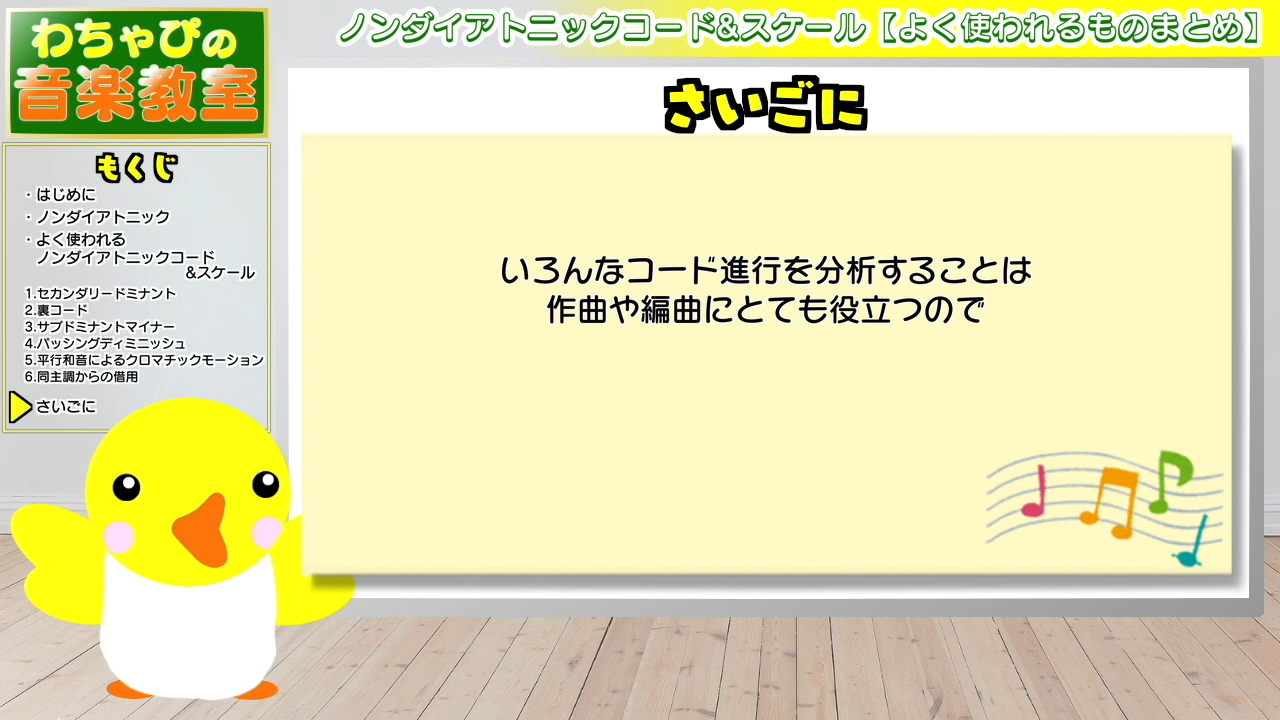 わちゃぴの
音楽教室
ノンダイアトニックコード&スケール【よく使われるものまとめ】
もくじ
・はじめに
・ノンダイアトニック
・よく使われる
ノンダイアトニックコード
&スケール
1.セカンダリードミナント
2.裏コード
3.サブドミナントマイナー
4.パッシングディミニッシュ
5.平行和音によるクロマチックモーション
6.同主調からの借用
さいごに
さいごに
いろんなコード進行を分析することは
作曲や編曲にとても役立つので